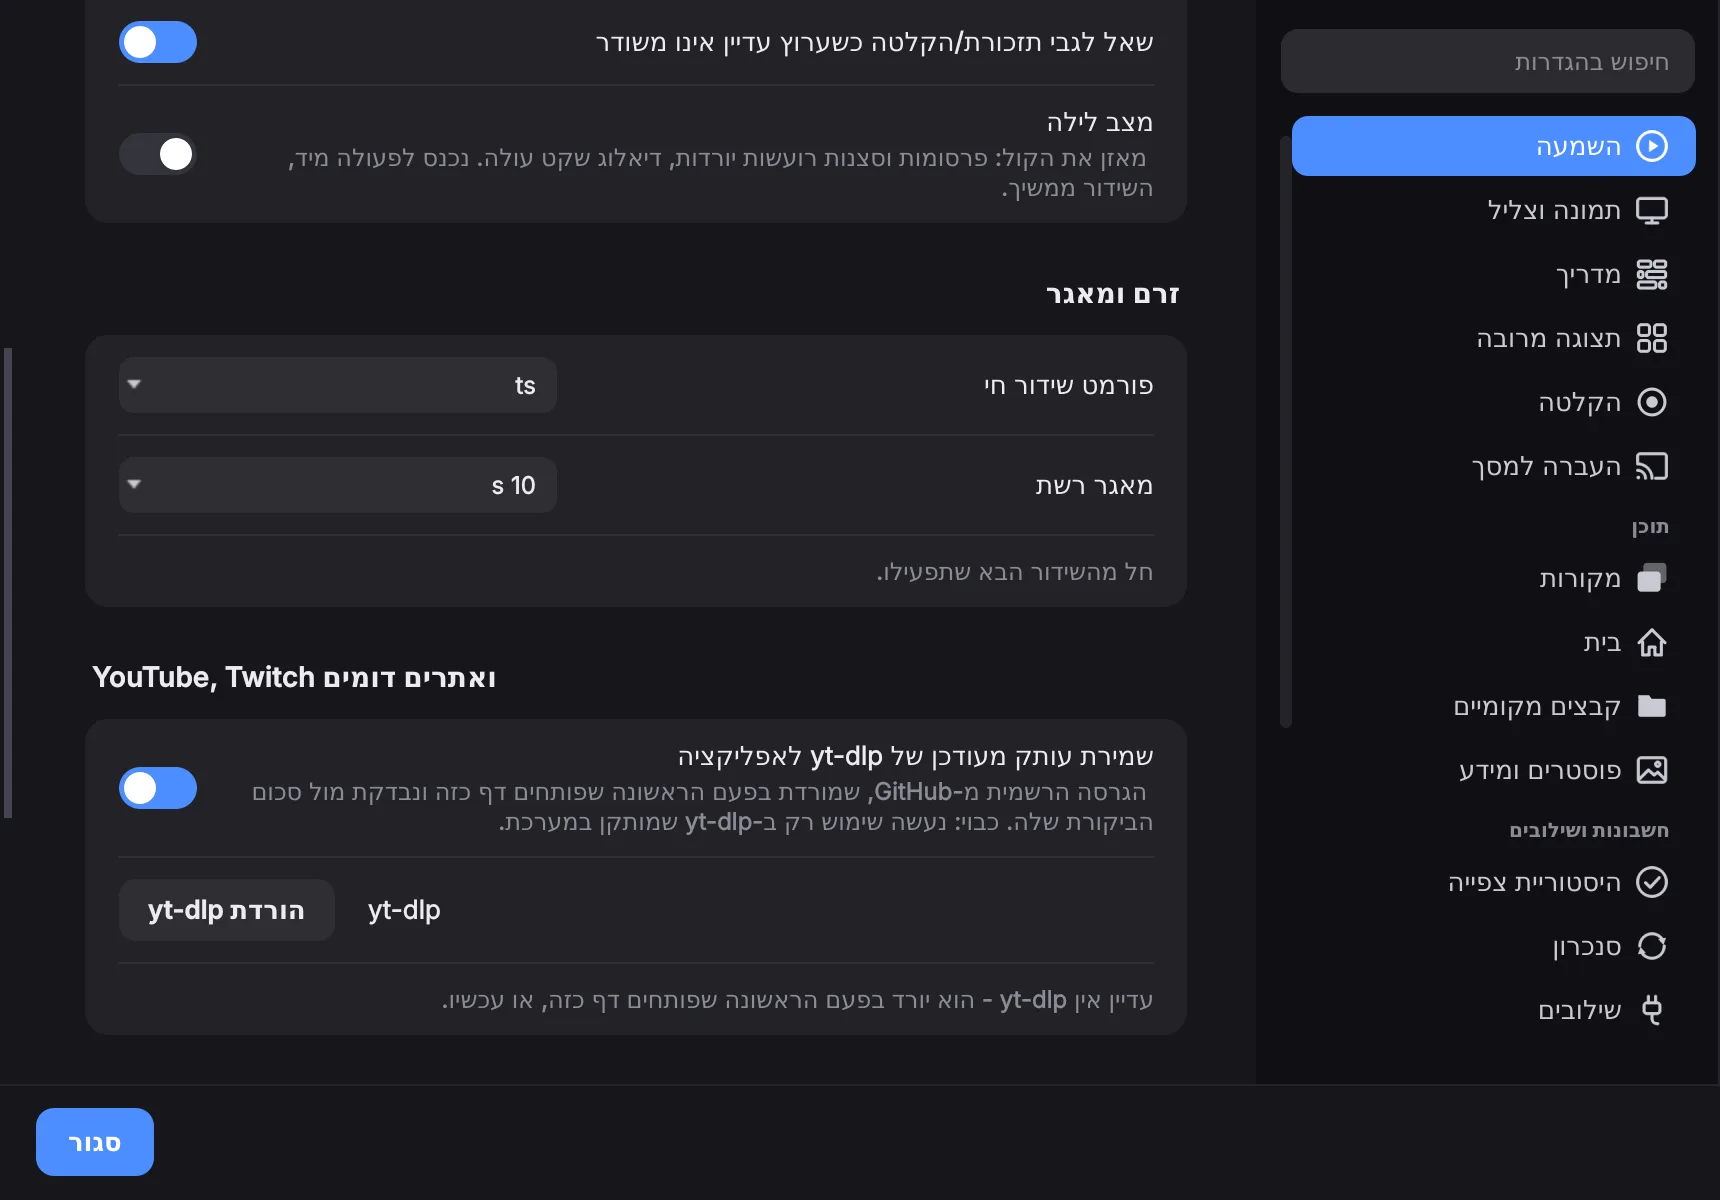 חיפוש בהגדרות
השמעה
תמונה וצליל
מדריך
תצוגה מרובה
הקלטה
העברה למסך
תוכן
מקורות
בית
קבצים מקומיים
פוסטרים ומידע
חשבונות ושילובים
היסטוריית צפייה
סנכרון
שילובים
שאל לגבי תזכורת/הקלטה כשערוץ עדיין אינו משודר
מצב לילה
מאזן את הקול: פרסומות וסצנות רועשות יורדות, דיאלוג שקט עולה. נכנס לפעולה מיד,
השידור ממשיך.
זרם ומאגר
פורמט שידור חי
ts
מאגר רשת
10 s
חל מהשידור הבא שתפעילו.
YouTube, Twitch ואתרים דומים
שמירת עותק מעודכן של yt-dlp לאפליקציה
הגרסה הרשמית מ-GitHub, שמורדת בפעם הראשונה שפותחים דף כזה ונבדקת מול סכום
הביקורת שלה. כבוי: נעשה שימוש רק ב-yt-dlp שמותקן במערכת.
yt-dlp
הורדת yt-dlp
עדיין אין yt-dlp - הוא יורד בפעם הראשונה שפותחים דף כזה, או עכשיו.
סגור